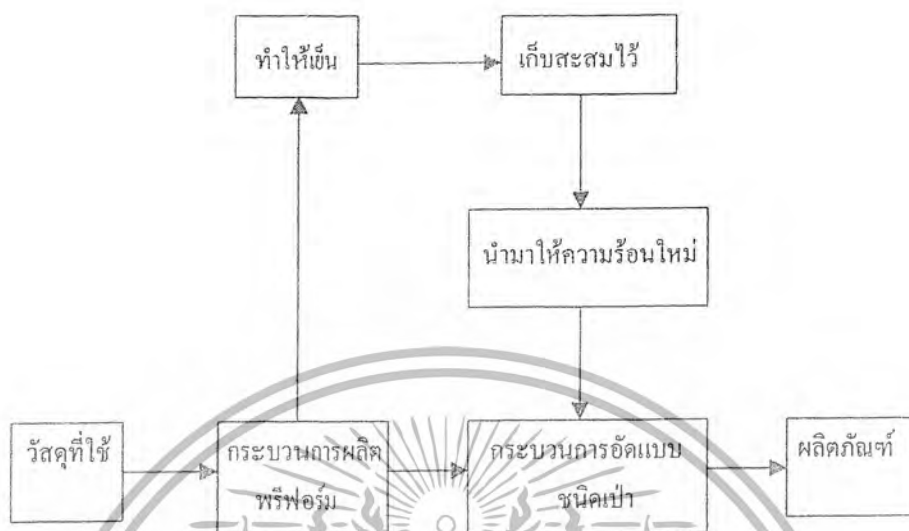 ทำให้เย็น
เก็บสะสมไว้
นำมาให้ความร้อนใหม่
วัสดุที่ใช้
กระบวนการผลิต
พรีฟอร์ม
กระบวนการอัดแบบ
ชนิดเป่า
ผลิตภัณฑ์